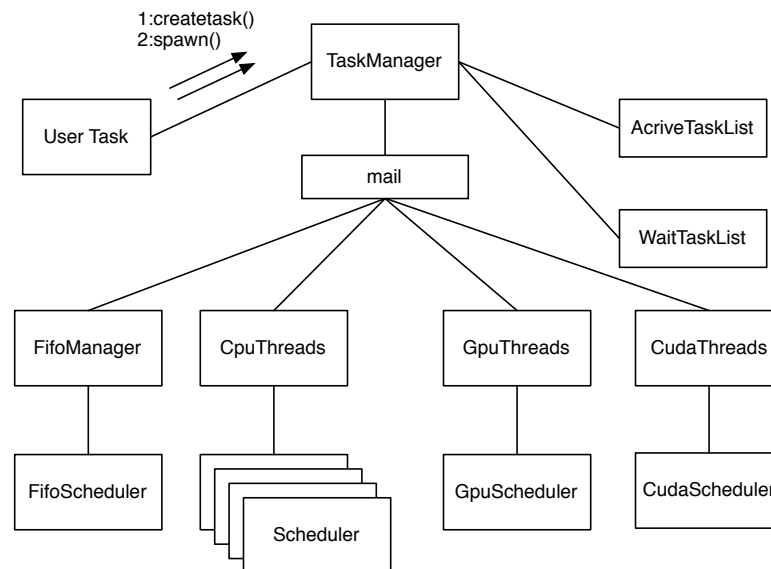 1:createtask()
2:spawn()
TaskManager
User Task
AcriveTaskList
mail
WaitTaskList
FifoManager
CpuThreads
GpuThreads
CudaThreads
FifoScheduler
GpuScheduler
CudaScheduler
Scheduler